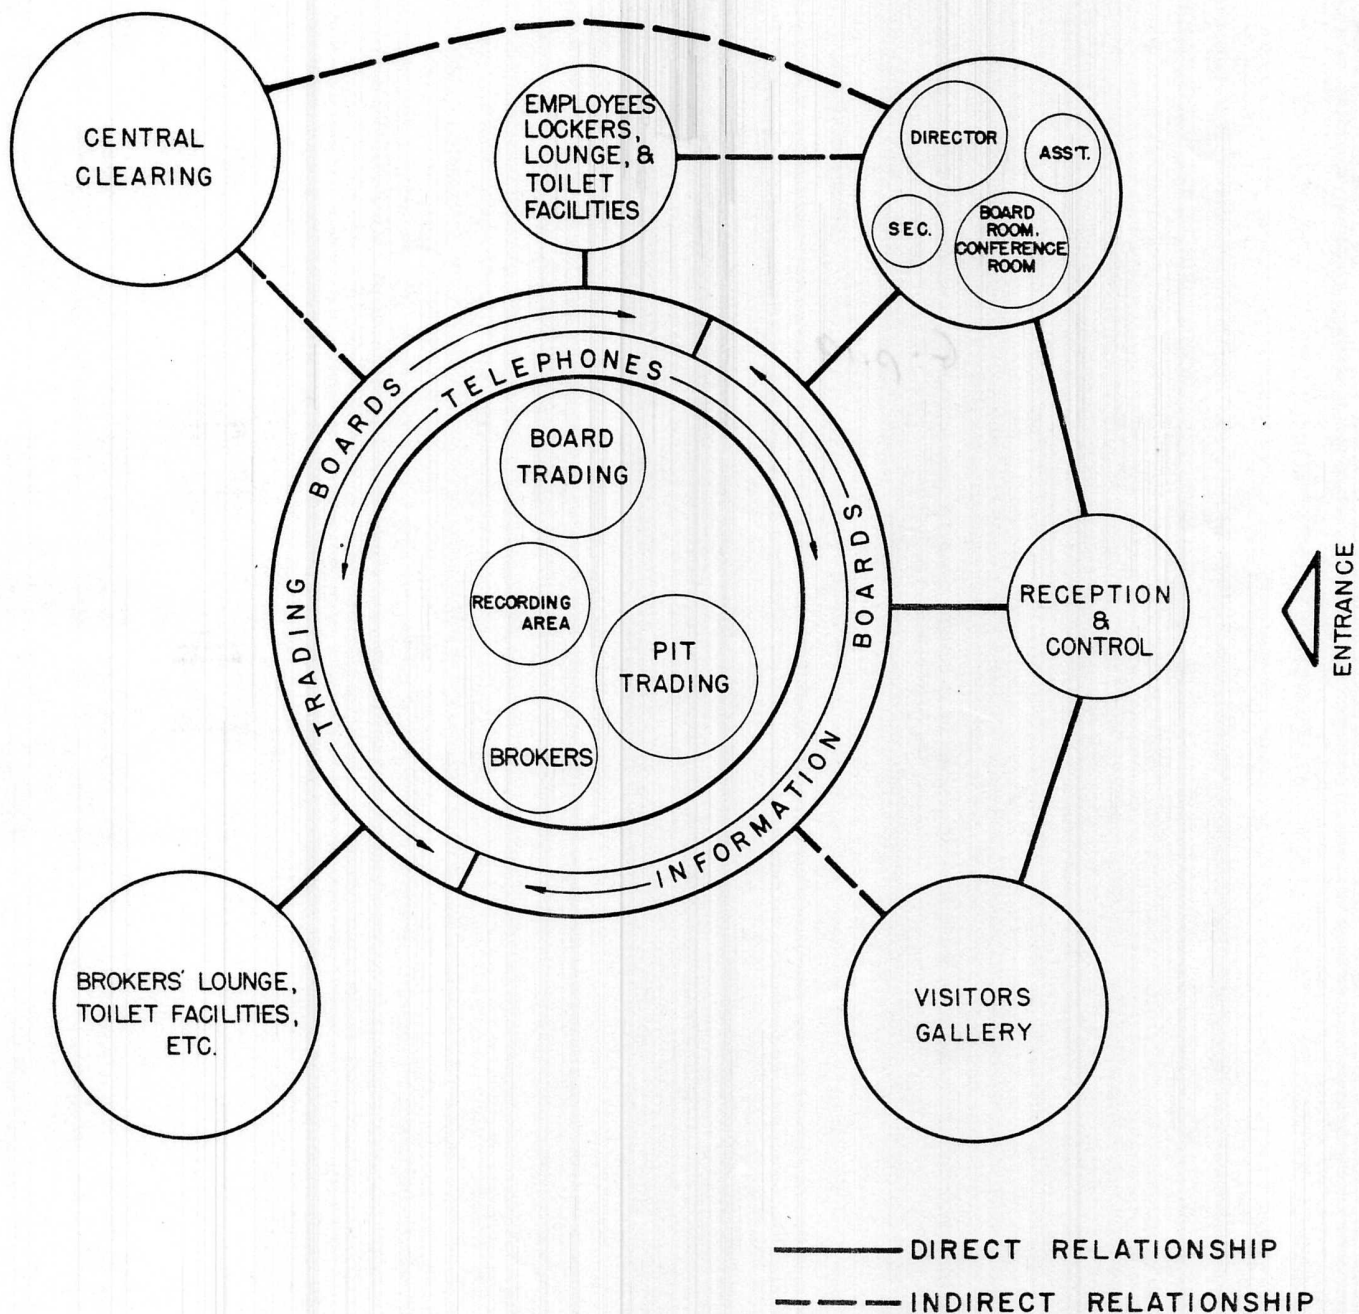 CENTRAL
CLEARING
EMPLOYEES
LOCKERS,
LOUNGE, &
TOILET
FACILITIES
DIRECTOR
ASS'T.
SEC.
BOARD
ROOM,
CONFERENCE
ROOM
TRADING BOARDS
TELEPHONES
INFORMATION BOARDS
BOARD
TRADING
RECORDING
AREA
PIT
TRADING
BROKERS
RECEPTION
&
CONTROL
ENTRANCE
BROKERS' LOUNGE,
TOILET FACILITIES,
ETC.
VISITORS
GALLERY
DIRECT RELATIONSHIP
INDIRECT RELATIONSHIP